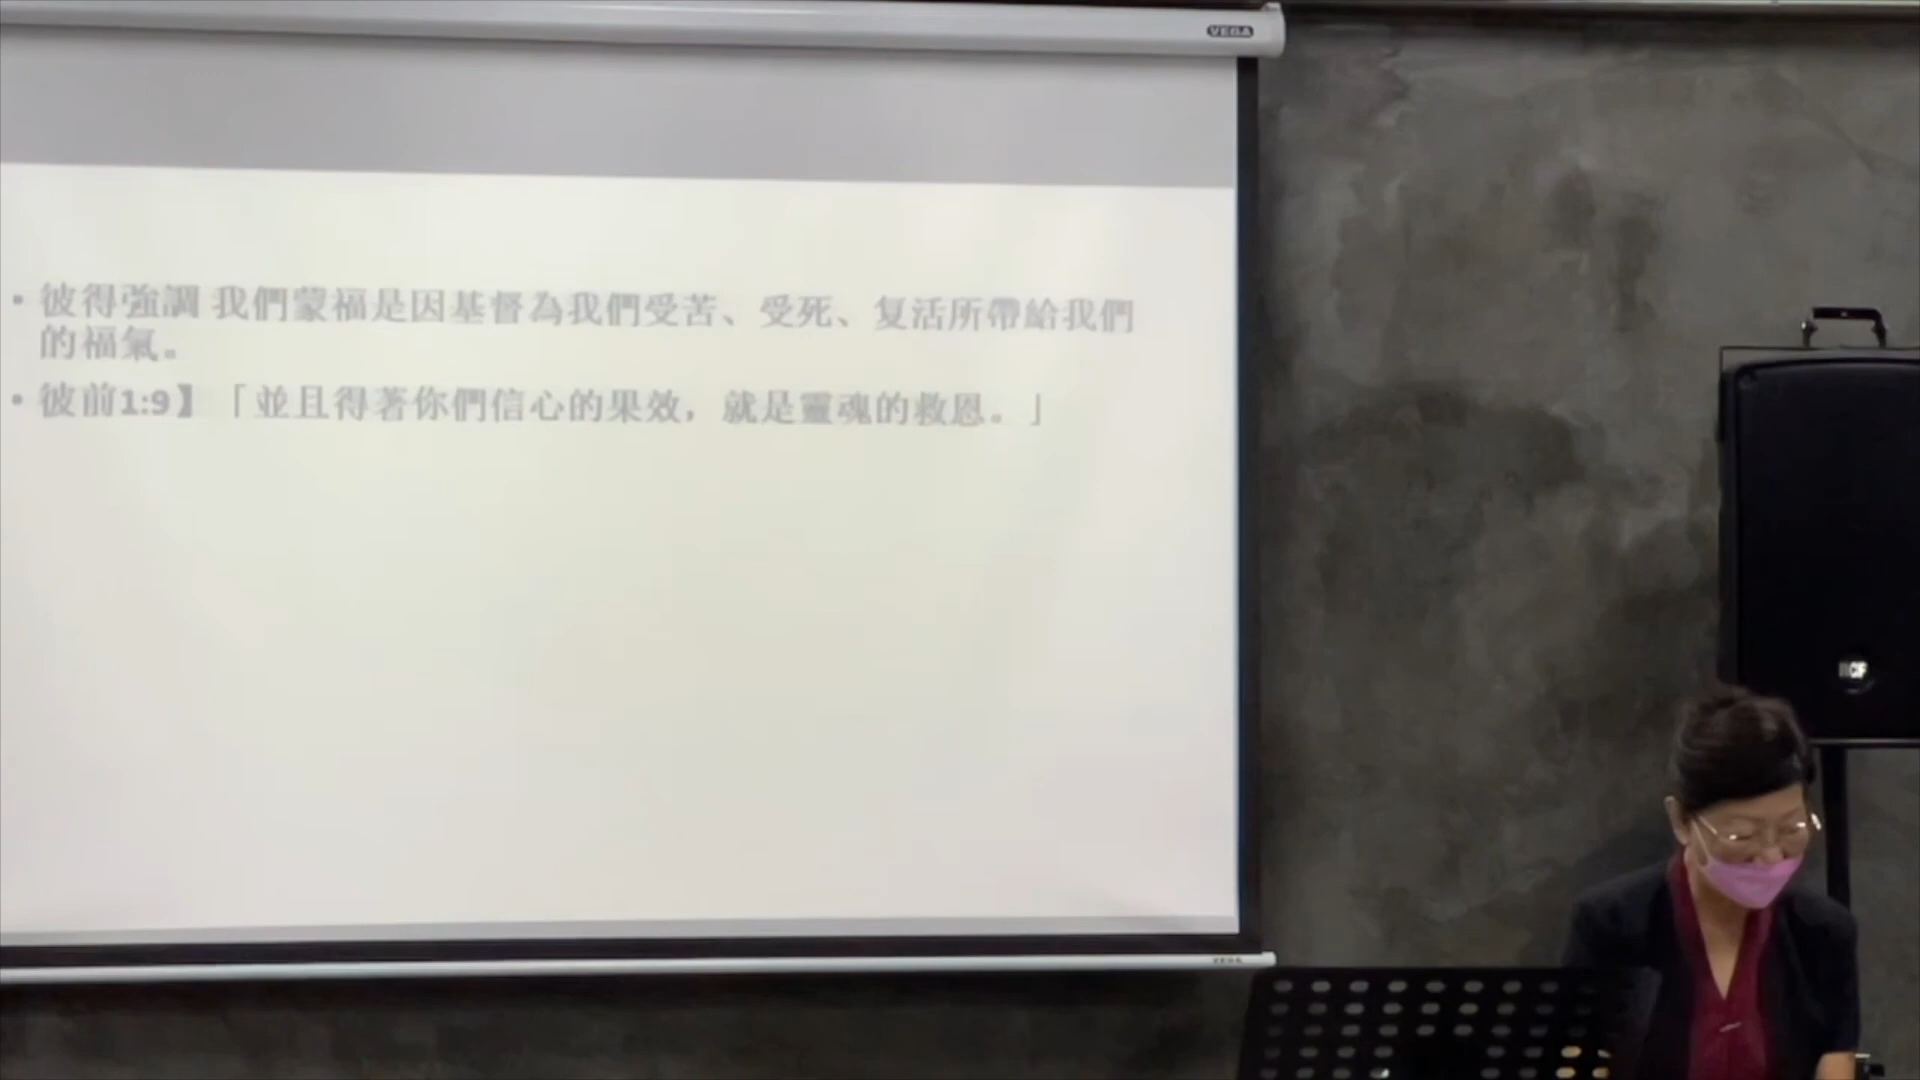 VEGA
• 彼得強調 我們蒙福是因基督為我們受苦、受死、复活所帶給我們
的福氣。
• 彼前1:9】「並且得著你們信心的果效，就是靈魂的救恩。」
RCF
VEGA